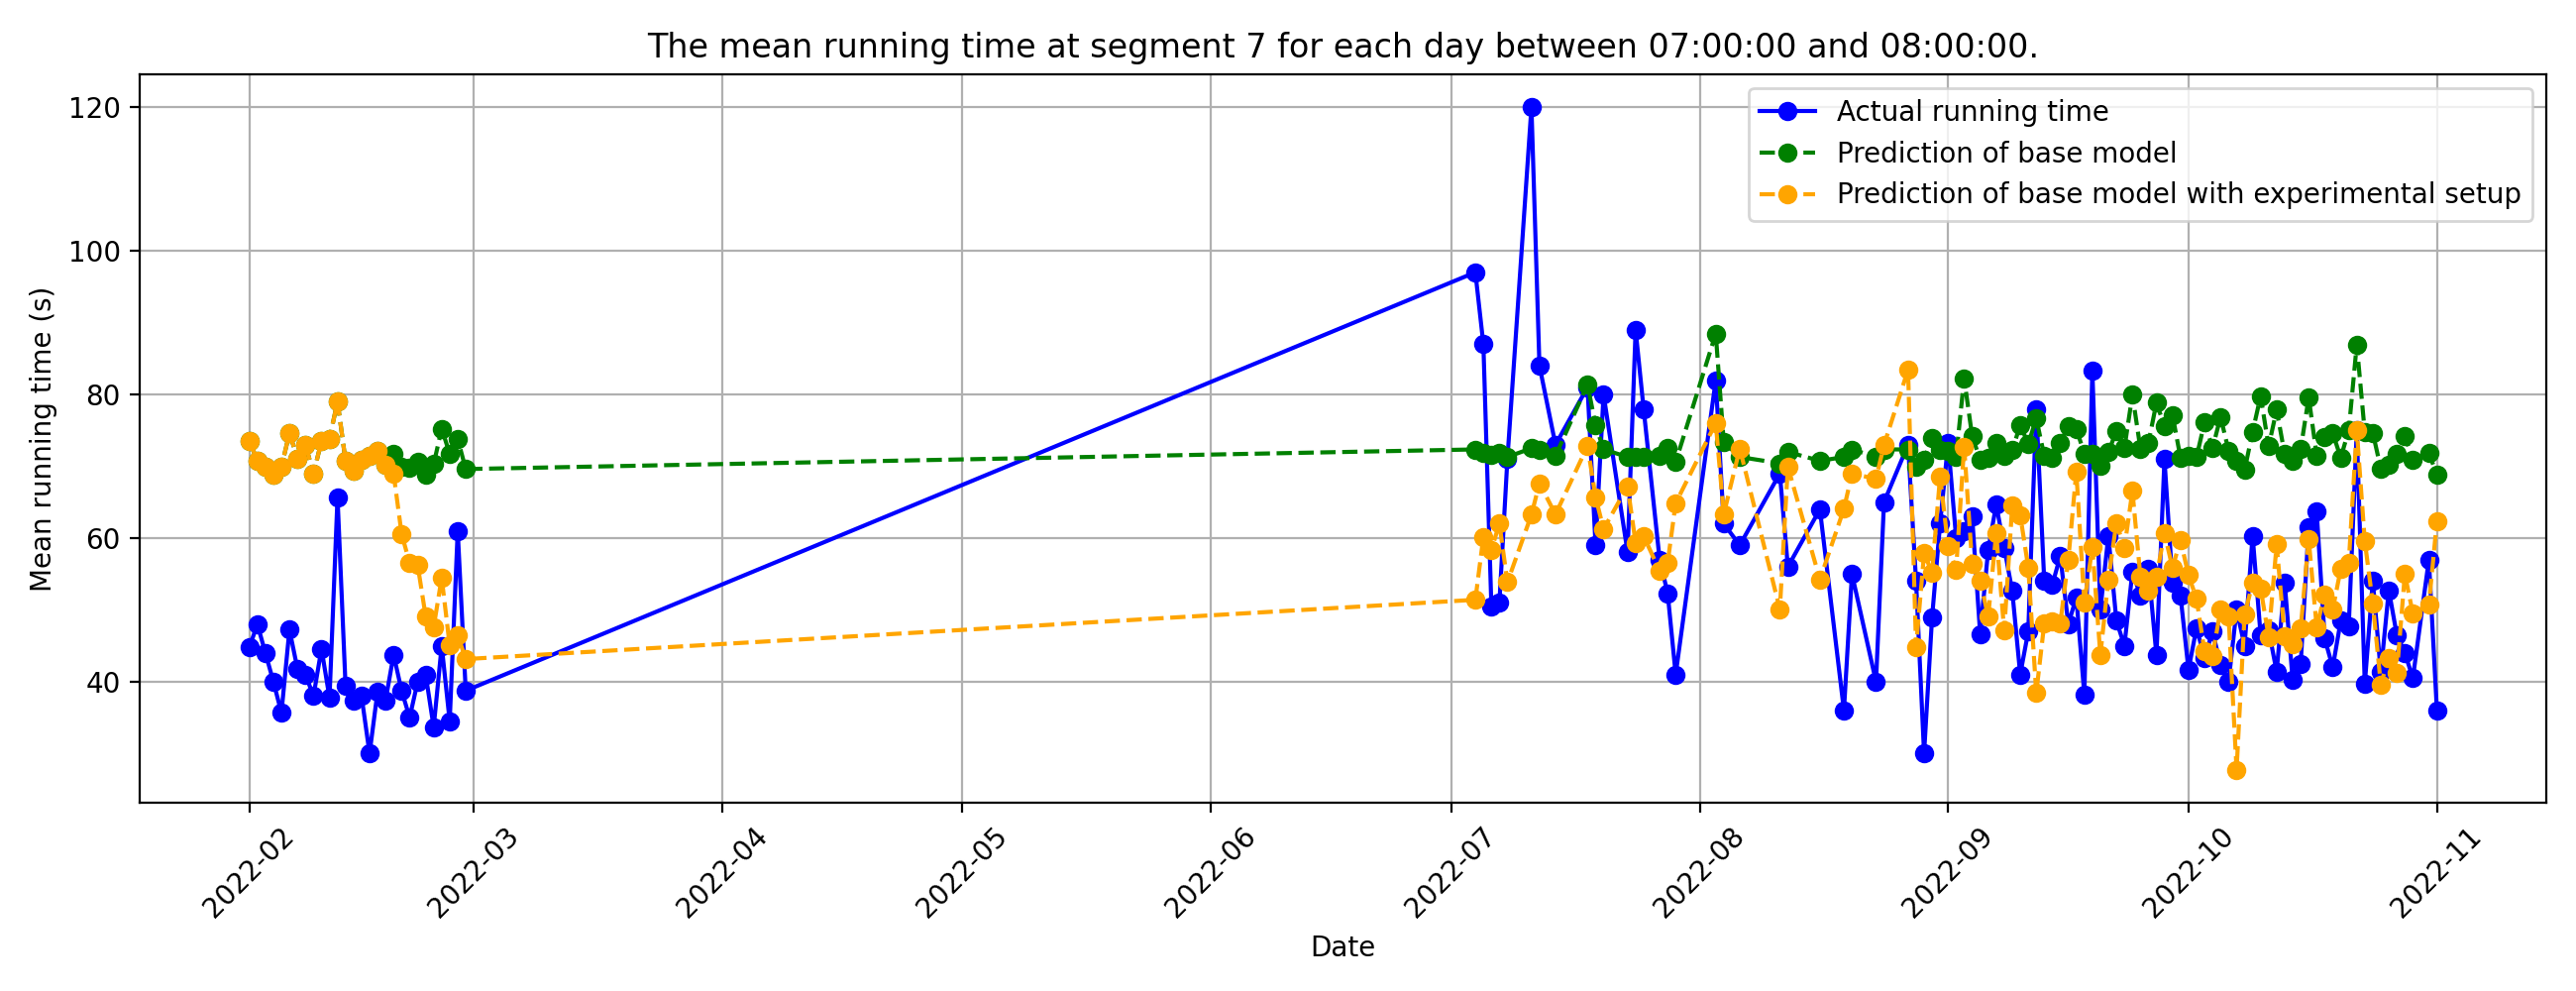 The mean running time at segment 7 for each day between 07:00:00 and 08:00:00.
Actual running time
Prediction of base model
Prediction of base model with experimental setup
Mean running time (s)
120
100
80
60
40
2022-02
2022-03
2022-04
2022-05
2022-06
2022-07
2022-08
2022-09
2022-10
2022-11
Date